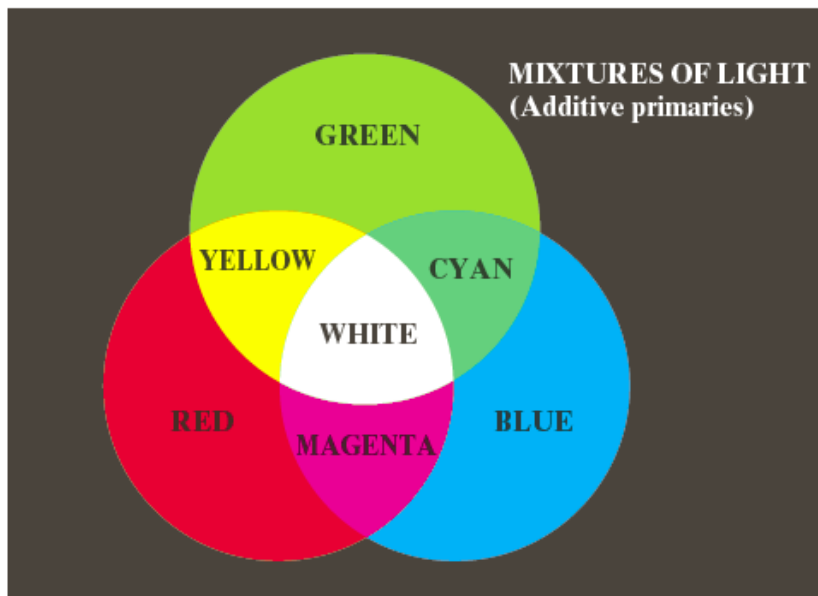 MIXTURES OF LIGHT
(Additive primaries)
GREEN
YELLOW
CYAN
WHITE
RED
BLUE
MAGENTA